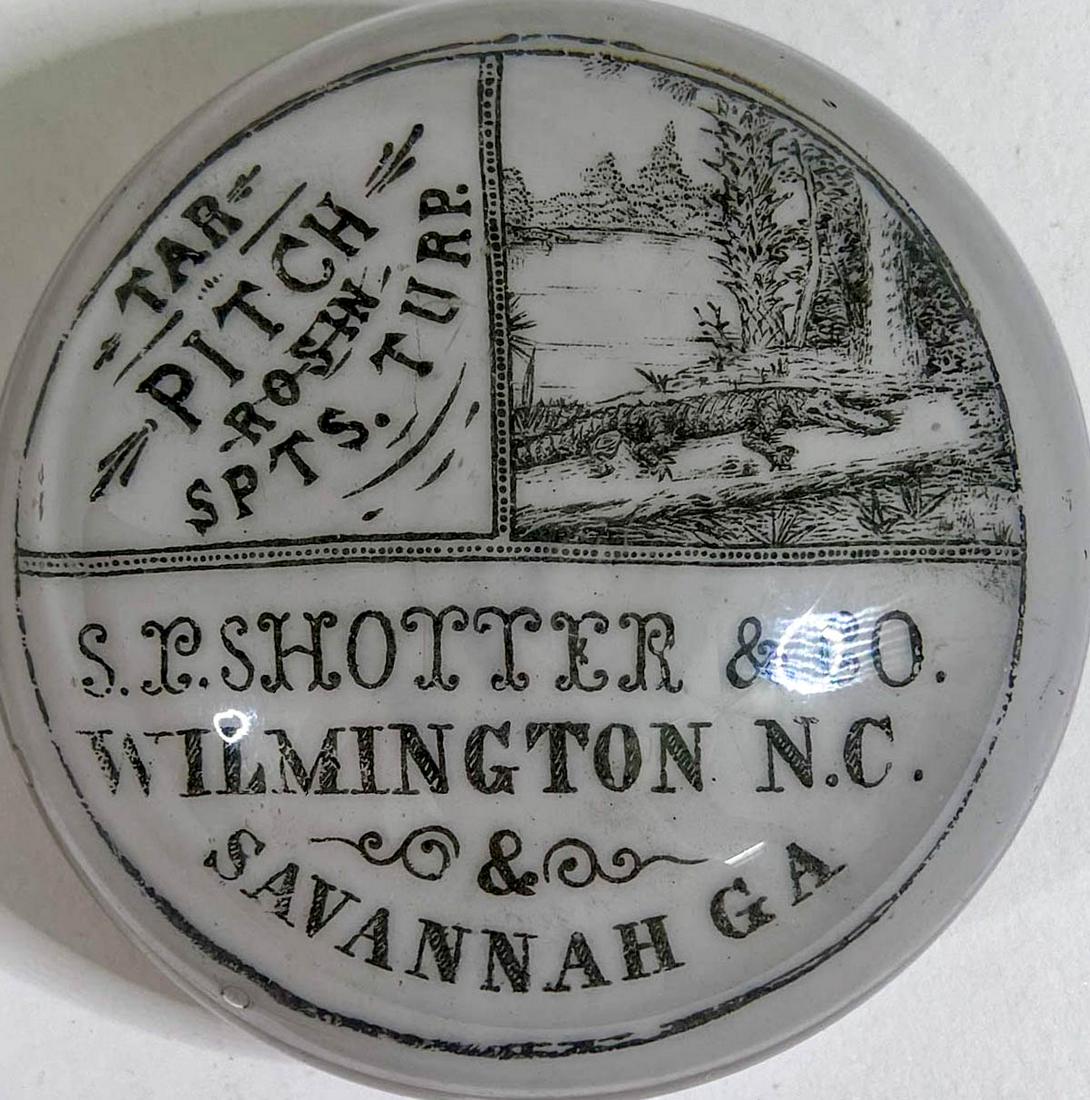 TAR
PITCH
ROSIN
SPTS. TURP.
S.P.SHOTTER & CO.
WILMINGTON N.C.
&
SAVANNAH GA